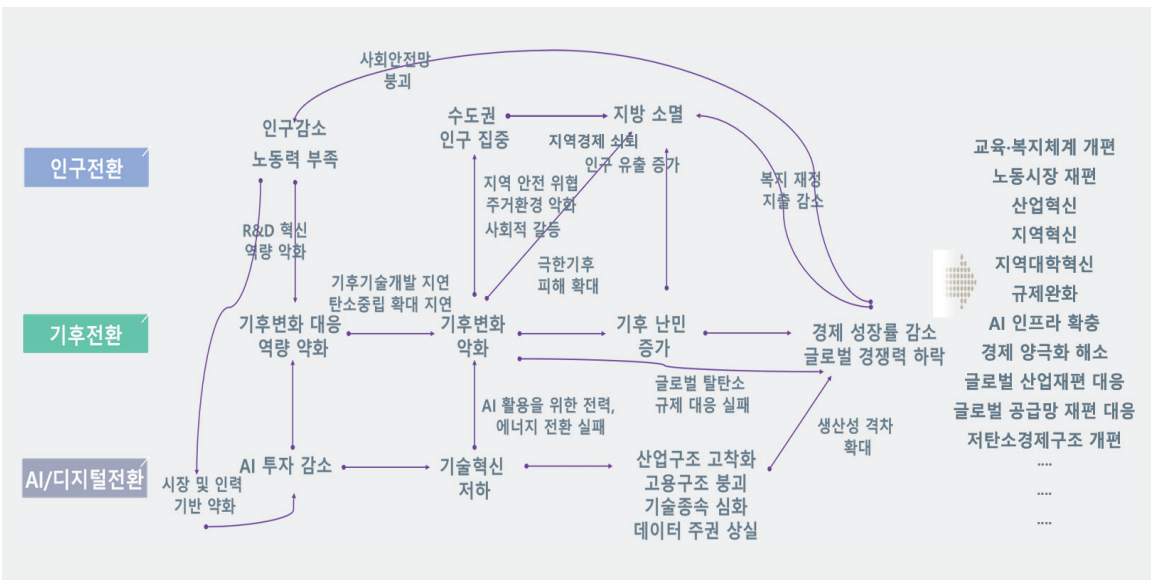 사회안전망
붕괴
인구전환
인구감소
노동력 부족
수도권
인구 집중
지방 소멸
지역경제 쇠회
인구 유출 증가
지역 안전 위협
주거환경 악화
사회적 갈등
복지 재정
지출 감소
R&D 혁신
역량 악화
극한기후
피해 확대
기후기술개발 지연
탄소중립 확대 지연
기후전환
기후변화 대응
역량 약화
기후변화
악화
기후 난민
증가
경제 성장률 감소
글로벌 경쟁력 하락
글로벌 탈탄소
규제 대응 실패
AI 활용을 위한 전력,
에너지 전환 실패
생산성 격차
확대
AI/디지털전환
시장 및 인력
기반 약화
AI 투자 감소
기술혁신
저하
산업구조 고착화
고용구조 붕괴
기술종속 심화
데이터 주권 상실
교육·복지체계 개편
노동시장 재편
산업혁신
지역혁신
지역대학혁신
규제완화
AI 인프라 확충
경제 양극화 해소
글로벌 산업재편 대응
글로벌 공급망 재편 대응
저탄소경제구조 개편
....
....
....